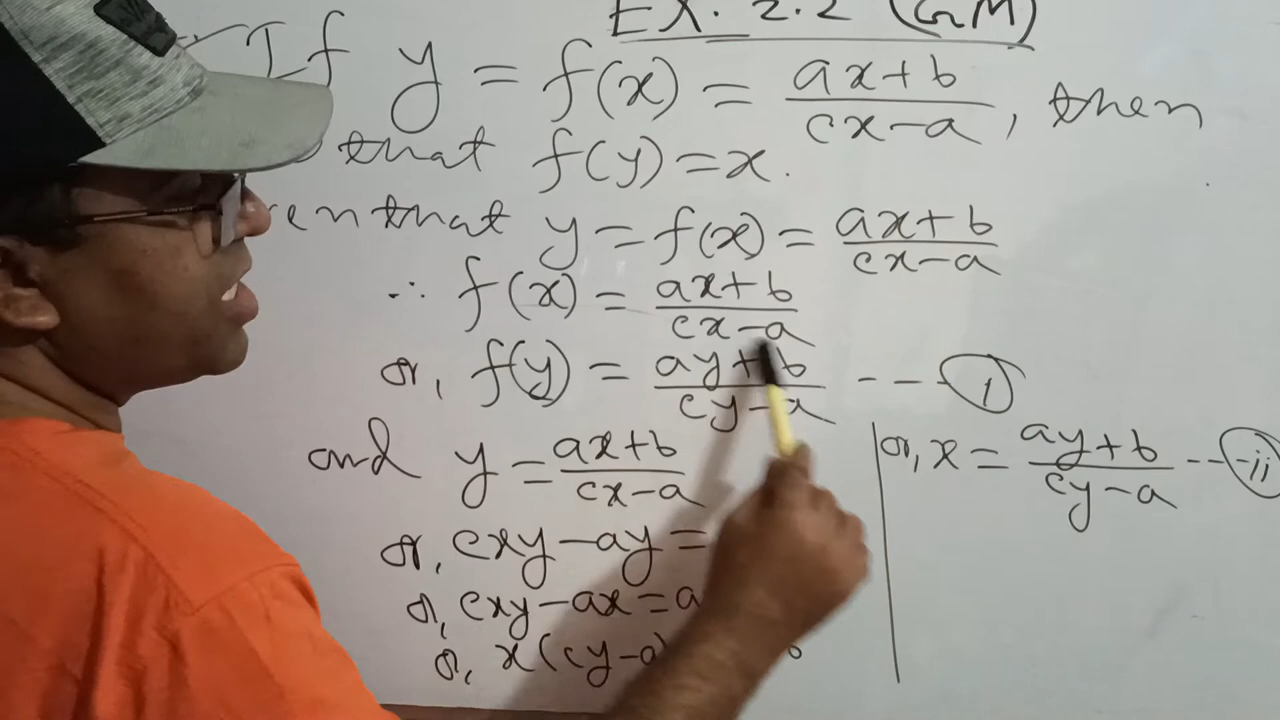 EX. 2.2 (GM)
If y = f(x) = ax+b / cx-a, then
that f(y) = x.
that y = f(x) = ax+b / cx-a
∴ f(x) = ax+b / cx-a
or, f(y) = ay+b / cy-a --- (i)
and y = ax+b / cx-a
or, cxy - ay =
or, cxy - ax = a
or, x(cy-a) b
or, x = ay+b / cy-a --- (ii)